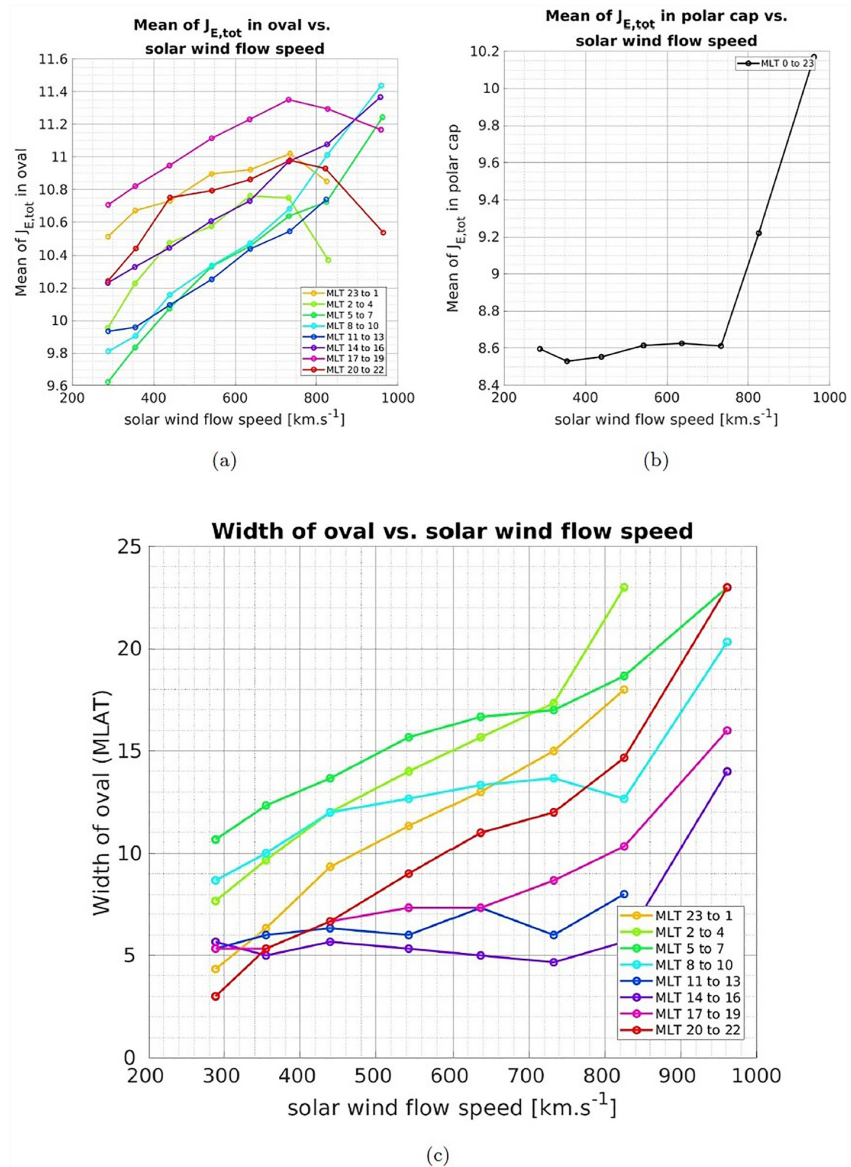 Mean of J_E,tot in oval vs.
solar wind flow speed
11.6
11.4
11.2
11
10.8
10.6
10.4
10.2
10
9.8
9.6
Mean of J_E,tot in oval
MLT 23 to 1
MLT 2 to 4
MLT 5 to 7
MLT 8 to 10
MLT 11 to 13
MLT 14 to 16
MLT 17 to 19
MLT 20 to 22
200 400 600 800 1000
solar wind flow speed [km.s⁻¹]
(a)
Mean of J_E,tot in polar cap vs.
solar wind flow speed
10.2
10
9.8
9.6
9.4
9.2
9
8.8
8.6
8.4
Mean of J_E,tot in polar cap
MLT 0 to 23
200 400 600 800 1000
solar wind flow speed [km.s⁻¹]
(b)
Width of oval vs. solar wind flow speed
25
20
15
10
5
0
Width of oval (MLAT)
MLT 23 to 1
MLT 2 to 4
MLT 5 to 7
MLT 8 to 10
MLT 11 to 13
MLT 14 to 16
MLT 17 to 19
MLT 20 to 22
200 300 400 500 600 700 800 900 1000
solar wind flow speed [km.s⁻¹]
(c)